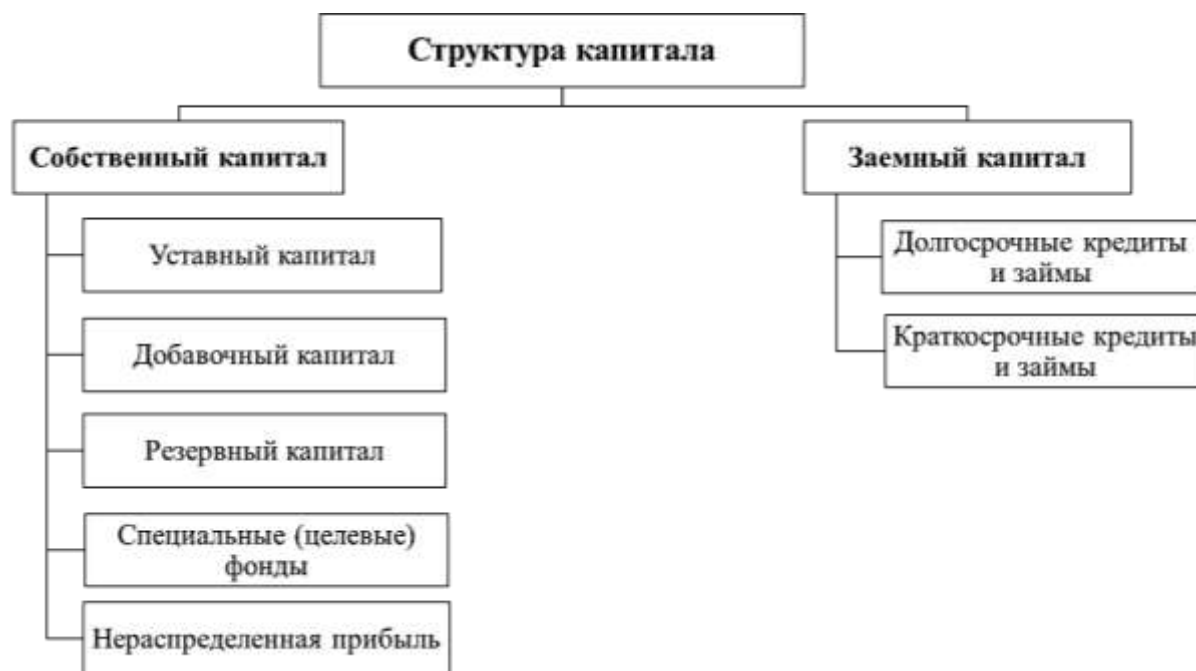 Структура капитала
Собственный капитал
Уставный капитал
Добавочный капитал
Резервный капитал
Специальные (целевые)
фонды
Нераспределенная прибыль
Заемный капитал
Долгосрочные кредиты
и займы
Краткосрочные кредиты
и займы